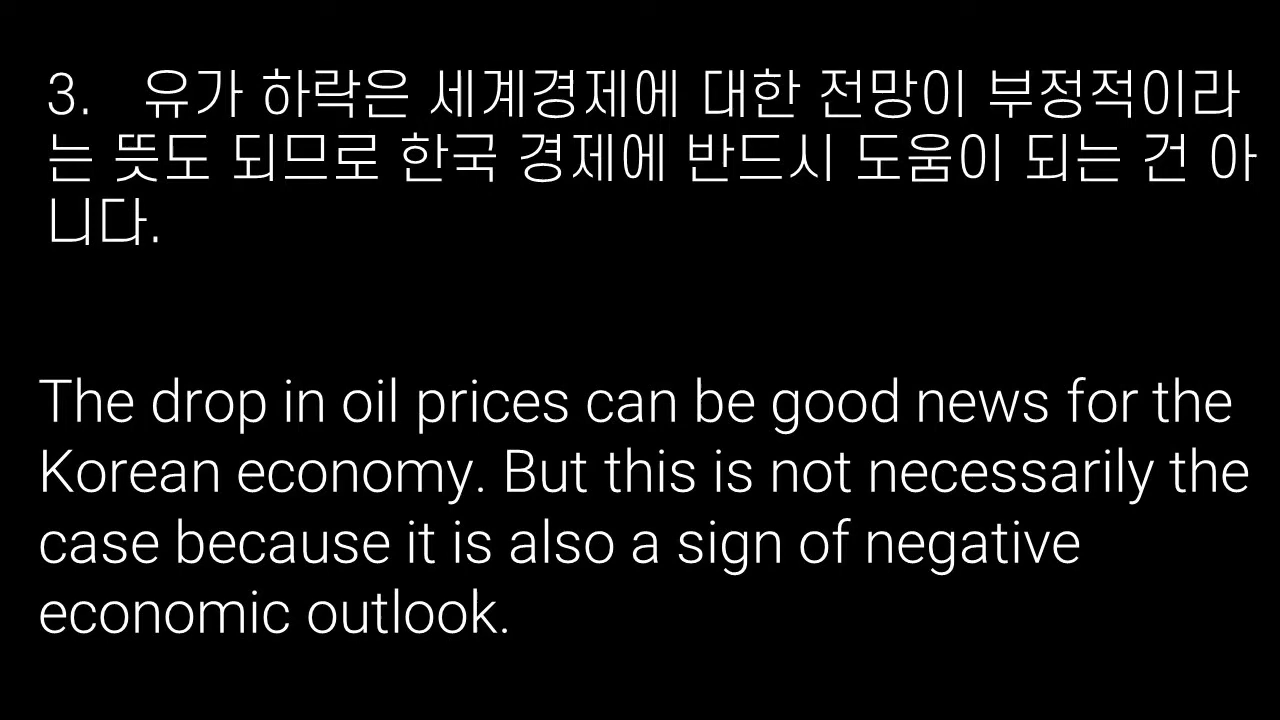 3. 유가 하락은 세계경제에 대한 전망이 부정적이라
는 뜻도 되므로 한국 경제에 반드시 도움이 되는 건 아
니다.
The drop in oil prices can be good news for the
Korean economy. But this is not necessarily the
case because it is also a sign of negative
economic outlook.